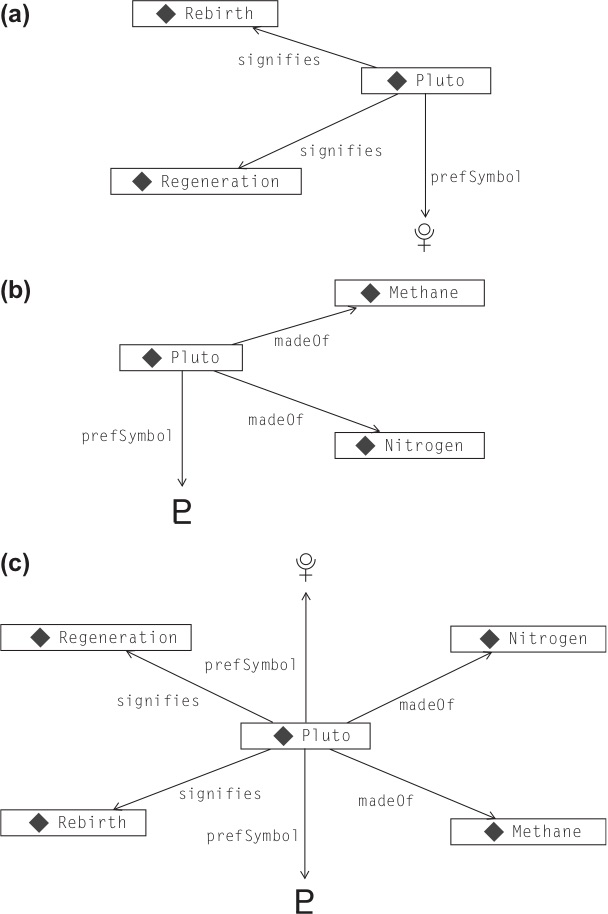 (a)
Rebirth
signifies
Pluto
signifies
prefSymbol
Regeneration
(b)
Methane
madeOf
Pluto
madeOf
prefSymbol
Nitrogen
(c)
Regeneration
Nitrogen
prefSymbol
signifies
madeOf
Pluto
signifies
madeOf
Rebirth
prefSymbol
Methane